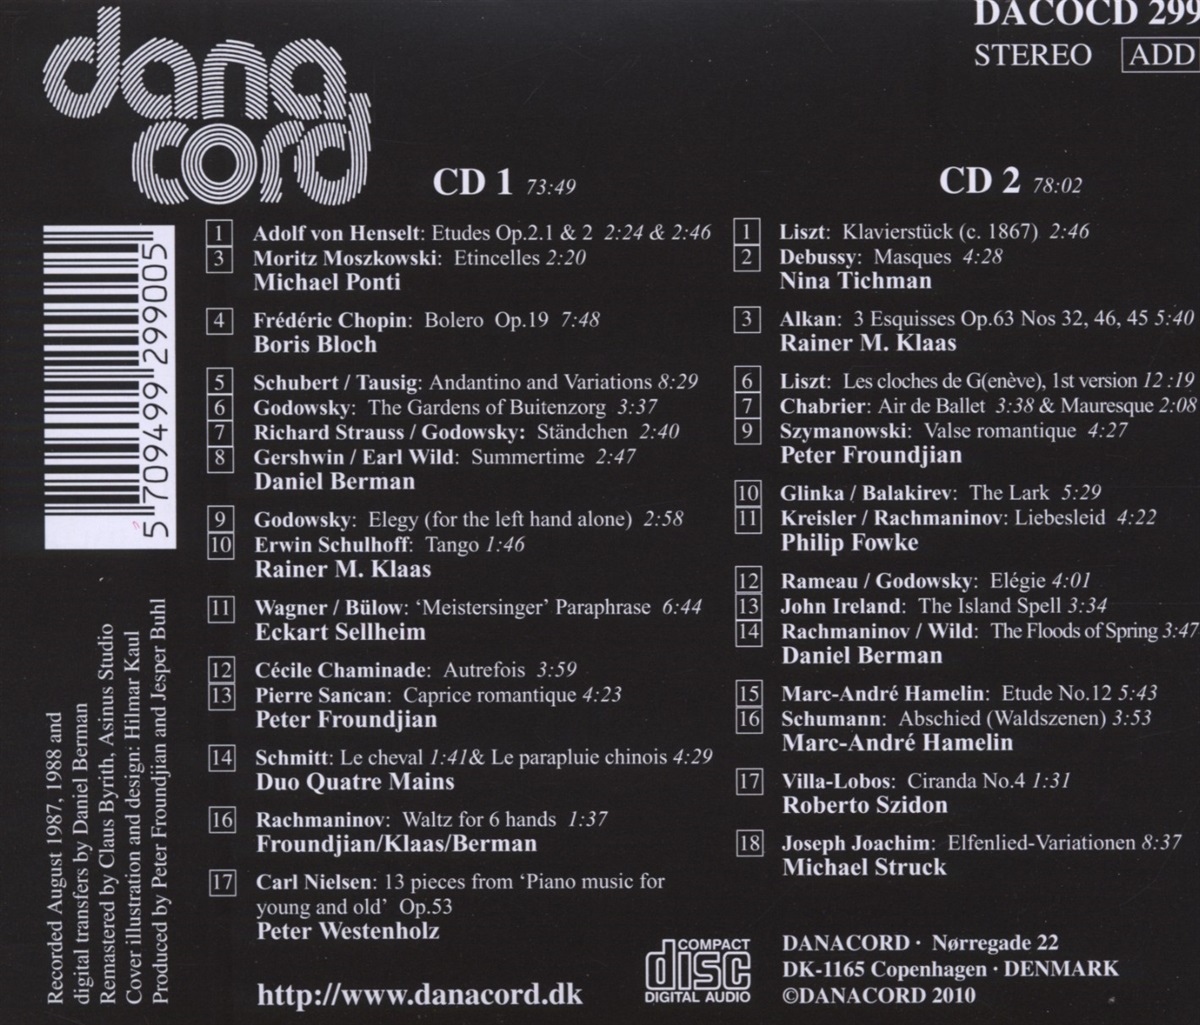 dana
cord
DACOCD 299
STEREO ADD
CD 1 73:49
1 Adolf von Henselt: Etudes Op.2.1 & 2 2:24 & 2:46
3 Moritz Moszkowski: Etincelles 2:20
Michael Ponti
4 Frédéric Chopin: Bolero Op.19 7:48
Boris Bloch
5 Schubert / Tausig: Andantino and Variations 8:29
6 Godowsky: The Gardens of Buitenzorg 3:37
7 Richard Strauss / Godowsky: Ständchen 2:40
8 Gershwin / Earl Wild: Summertime 2:47
Daniel Berman
9 Godowsky: Elegy (for the left hand alone) 2:58
10 Erwin Schulhoff: Tango 1:46
Rainer M. Klaas
11 Wagner / Bülow: ‘Meistersinger’ Paraphrase 6:44
Eckart Sellheim
12 Cécile Chaminade: Autrefois 3:59
13 Pierre Sancan: Caprice romantique 4:23
Peter Froundjian
14 Schmitt: Le cheval 1:41& Le parapluie chinois 4:29
Duo Quatre Mains
16 Rachmaninov: Waltz for 6 hands 1:37
Froundjian/Klaas/Berman
17 Carl Nielsen: 13 pieces from ‘Piano music for
young and old’ Op.53
Peter Westenholz
http://www.danacord.dk
CD 2 78:02
1 Liszt: Klavierstück (c. 1867) 2:46
2 Debussy: Masques 4:28
Nina Tichman
3 Alkan: 3 Esquisses Op.63 Nos 32, 46, 45 5:40
Rainer M. Klaas
6 Liszt: Les cloches de G(enève), 1st version 12:19
7 Chabrier: Air de Ballet 3:38 & Mauresque 2:08
9 Szymanowski: Valse romantique 4:27
Peter Froundjian
10 Glinka / Balakirev: The Lark 5:29
11 Kreisler / Rachmaninov: Liebesleid 4:22
Philip Fowke
12 Rameau / Godowsky: Elégie 4:01
13 John Ireland: The Island Spell 3:34
14 Rachmaninov / Wild: The Floods of Spring 3:47
Daniel Berman
15 Marc-André Hamelin: Etude No.12 5:43
16 Schumann: Abschied (Waldszenen) 3:53
Marc-André Hamelin
17 Villa-Lobos: Ciranda No.4 1:31
Roberto Szidon
18 Joseph Joachim: Elfenlied-Variationen 8:37
Michael Struck
COMPACT
disc
DIGITAL AUDIO
DANACORD · Nørregade 22
DK-1165 Copenhagen · DENMARK
©DANACORD 2010
5 709499 299005
Recorded August 1987, 1988 and
digital transfers by Daniel Berman
Remastered by Claus Byrith, Asinus Studio
Cover illustration and design: Hilmar Kaul
Produced by Peter Froundjian and Jesper Buhl